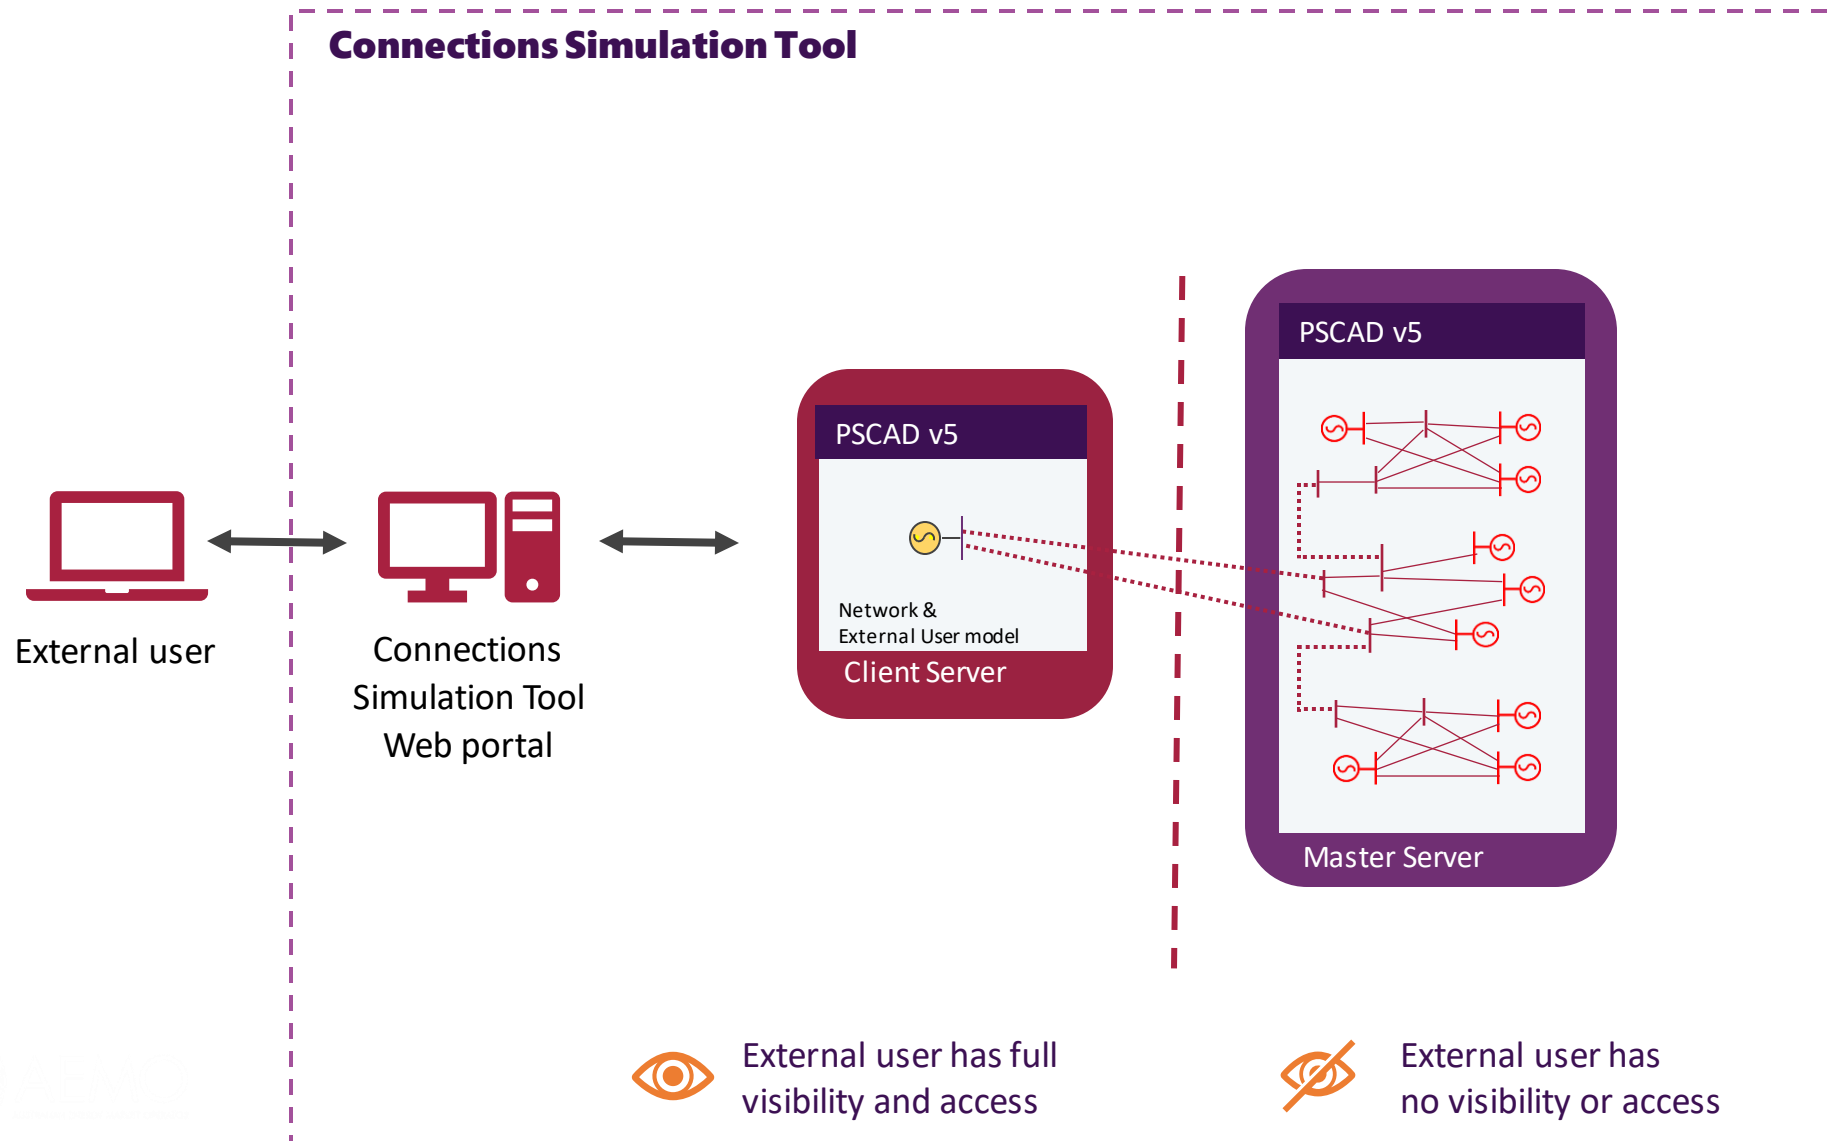 Connections Simulation Tool
PSCAD v5
PSCAD v5
Network &
External User model
Client Server
External user
Connections
Simulation Tool
Web portal
Master Server
External user has full
visibility and access
External user has
no visibility or access